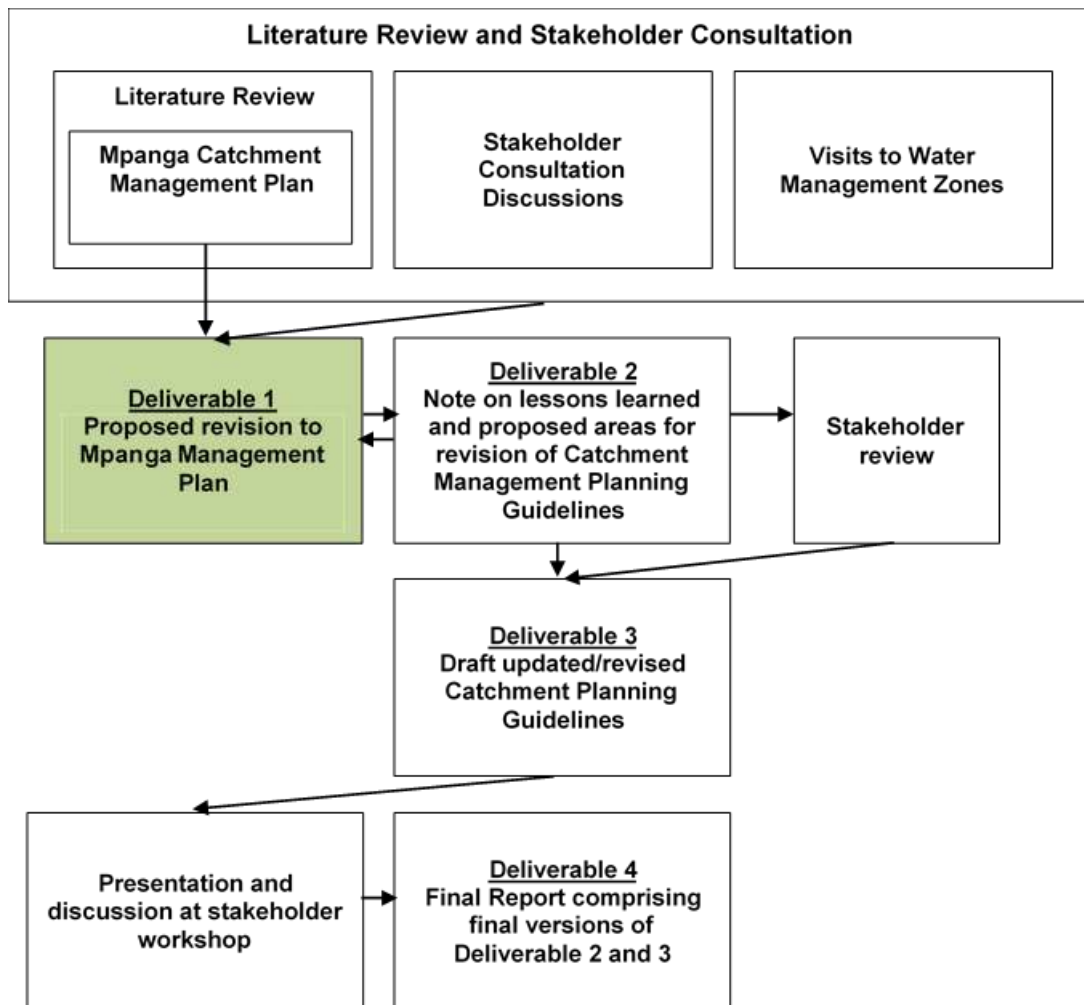 Literature Review and Stakeholder Consultation
Literature Review
Mpanga Catchment
Management Plan
Stakeholder
Consultation
Discussions
Visits to Water
Management Zones
Deliverable 1
Proposed revision to
Mpanga Management
Plan
Deliverable 2
Note on lessons learned
and proposed areas for
revision of Catchment
Management Planning
Guidelines
Stakeholder
review
Deliverable 3
Draft updated/revised
Catchment Planning
Guidelines
Presentation and
discussion at stakeholder
workshop
Deliverable 4
Final Report comprising
final versions of
Deliverable 2 and 3